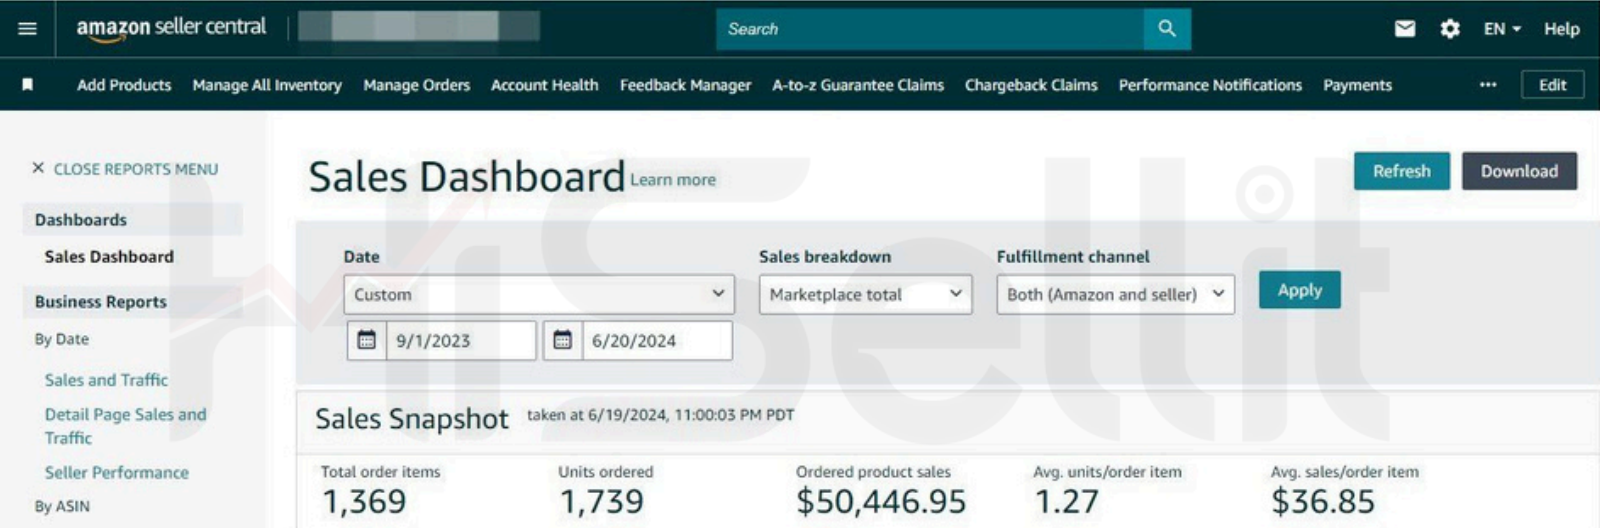 amazon seller central
Search
EN
Help
Add Products Manage All Inventory Manage Orders Account Health Feedback Manager A-to-z Guarantee Claims Chargeback Claims Performance Notifications Payments ... Edit
× CLOSE REPORTS MENU
Dashboards
Sales Dashboard
Business Reports
By Date
Sales and Traffic
Detail Page Sales and
Traffic
Seller Performance
By ASIN
Sales Dashboard Learn more
Refresh
Download
Date
Custom
9/1/2023
6/20/2024
Sales breakdown
Marketplace total
Fulfillment channel
Both (Amazon and seller)
Apply
Sales Snapshot taken at 6/19/2024, 11:00:03 PM PDT
Total order items
1,369
Units ordered
1,739
Ordered product sales
$50,446.95
Avg. units/order item
1.27
Avg. sales/order item
$36.85
HiSellit